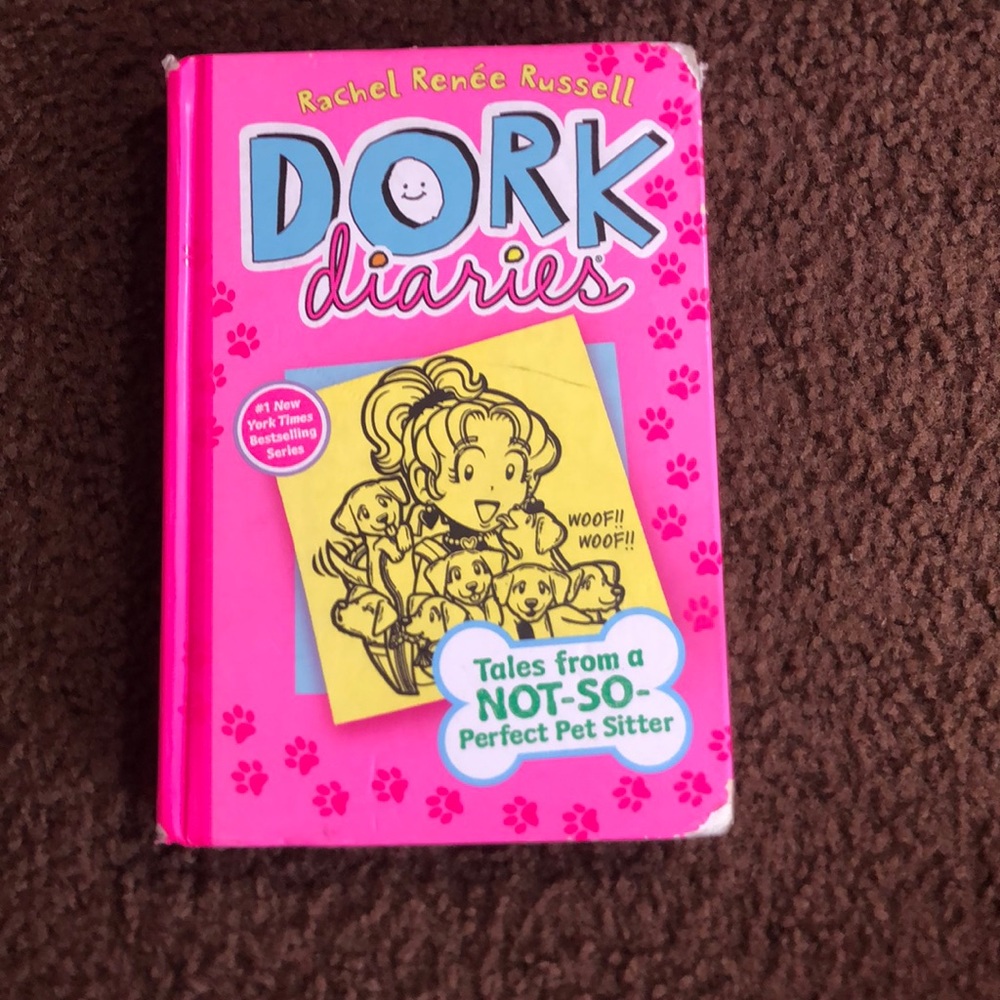 Rachel Renée Russell
DORK
diaries®
#1 New
York Times
Bestselling
Series
WOOF!!
WOOF!!
Tales from a
NOT-SO-
Perfect Pet Sitter